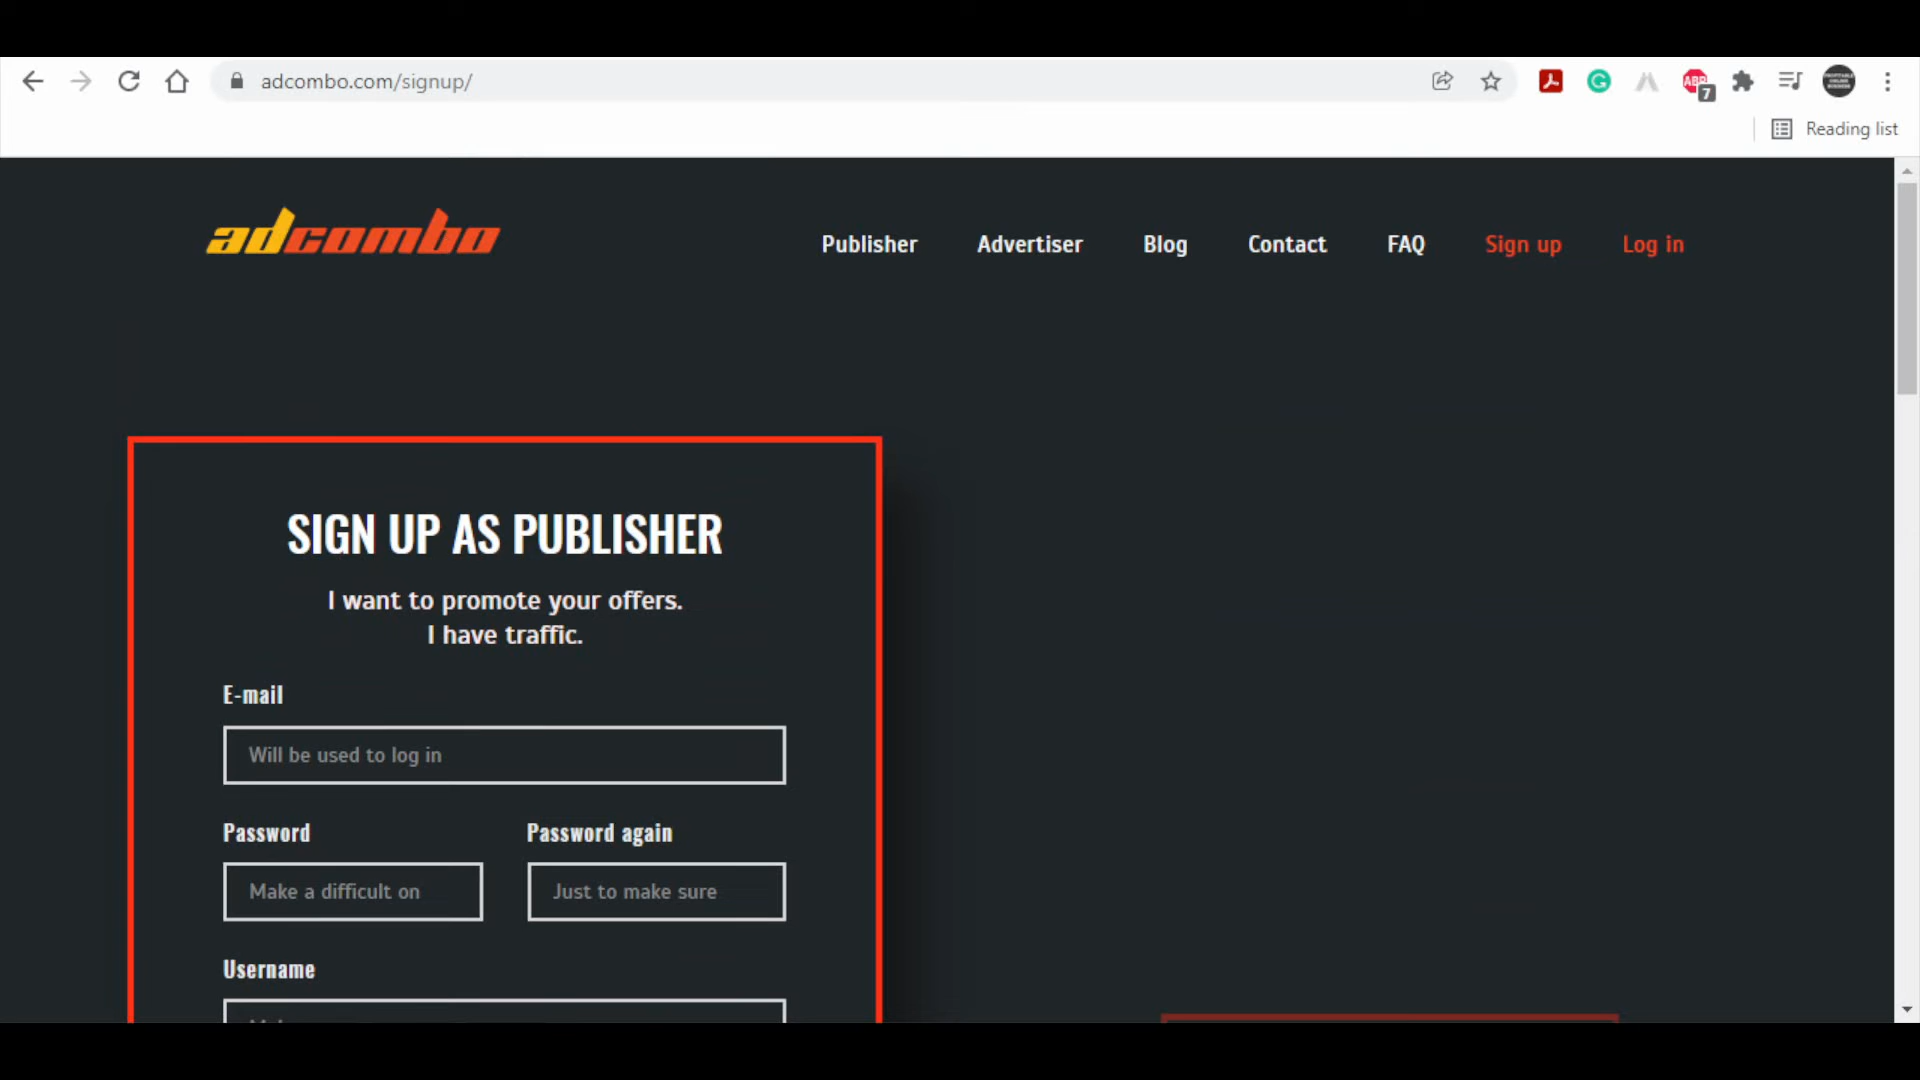 adcombo.com/signup/
ABP
7
Reading list
adcombo
Publisher
Advertiser
Blog
Contact
FAQ
Sign up
Log in
SIGN UP AS PUBLISHER
I want to promote your offers.
I have traffic.
E-mail
Will be used to log in
Password
Password again
Make a difficult on
Just to make sure
Username